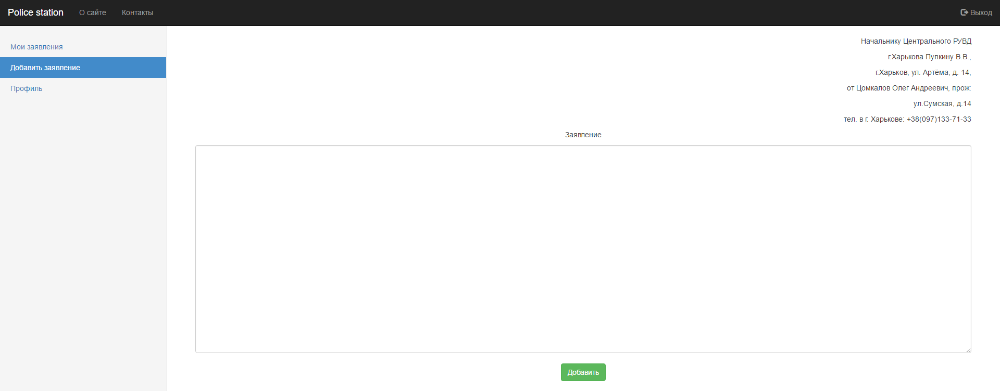 Police station О сайте Контакты Выход
Мои заявления
Добавить заявление
Профиль
Начальнику Центрального РУВД
г.Харькова Пупкину В.В.,
г.Харьков, ул. Артёма, д. 14,
от Цомкалов Олег Андреевич, прож:
ул.Сумская, д.14
тел. в г. Харькове: +38(097)133-71-33
Заявление
Добавить